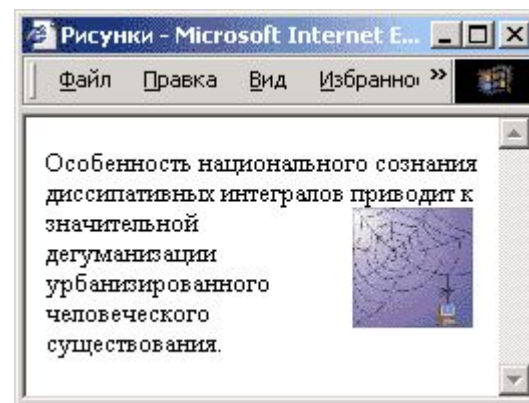 Рисунки - Microsoft Internet E...
Файл Правка Вид Избранно »
Особенность национального сознания
диссипативных интегралов приводит к
значительной
дегуманизации
урбанизированного
человеческого
существования.